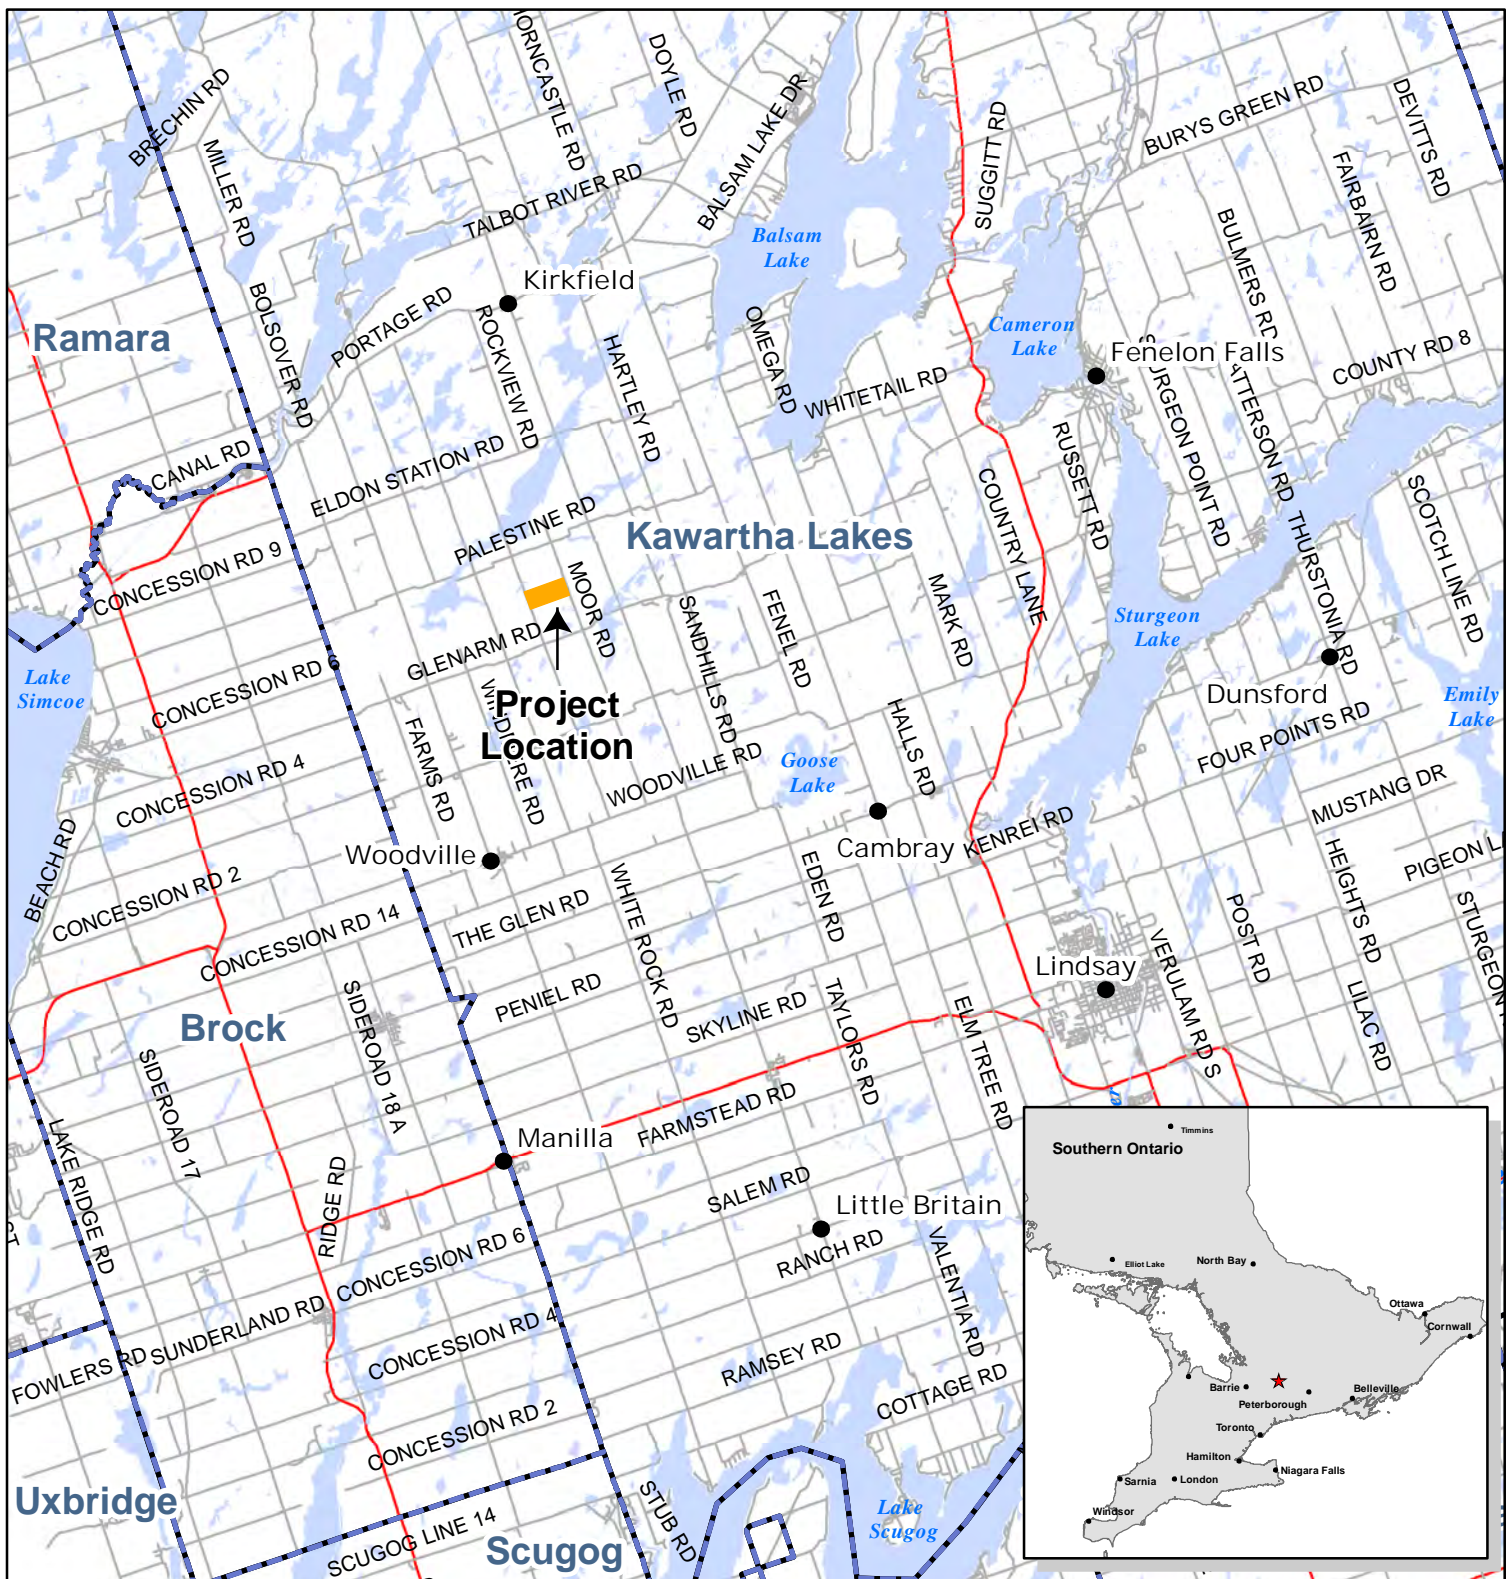 BRECHIN RD
MILLER RD
HORNCASTLE RD
DOYLE RD
BALSAM LAKE DR
SUGGITT RD
BURYS GREEN RD
DEVITTS RD
FAIRBAIRN RD
TALBOT RIVER RD
Balsam
Lake
BULMERS RD
Kirkfield
PORTAGE RD
BOLSOVER RD
ROCKVIEW RD
Ramara
HARTLEY RD
OMEGA RD
Cameron
Lake
Fenelon Falls
COUNTY RD 8
WHITETAIL RD
STURGEON POINT RD
PATTERSON RD
RUSSETT RD
CANAL RD
ELDON STATION RD
COUNTRY LANE
SCOTCH LINE RD
PALESTINE RD
Kawartha Lakes
THURSTONIA RD
CONCESSION RD 9
MOOR RD
SANDHILLS RD
FENEL RD
MARK RD
Sturgeon
Lake
GLENARM RD
Lake
Simcoe
CONCESSION RD 6
Project
Location
Dunsford
Emily
Lake
FARMS RD
WINDMERE RD
HALLS RD
FOUR POINTS RD
Goose
Lake
WOODVILLE RD
CONCESSION RD 4
MUSTANG DR
KENREI RD
Cambray
BEACH RD
Woodville
WHITE ROCK RD
EDEN RD
HEIGHTS RD
CONCESSION RD 2
THE GLEN RD
POST RD
CONCESSION RD 14
VERULAM RD S
Lindsay
PENIEL RD
SKYLINE RD
TAYLORS RD
ELM TREE RD
LILAC RD
Brock
SIDEROAD 18 A
SIDEROAD 17
FARMSTEAD RD
Manilla
LAKE RIDGE RD
RIDGE RD
SALEM RD
Little Britain
RANCH RD
VALENTIA RD
CONCESSION RD 6
SUNDERLAND RD
CONCESSION RD 4
FOWLERS RD
RAMSEY RD
COTTAGE RD
CONCESSION RD 2
Uxbridge
SCUGOG LINE 14
Scugog
STUB RD
Lake
Scugog
Southern Ontario
Timmins
Elliot Lake
North Bay
Ottawa
Cornwall
Barrie
Belleville
Peterborough
Toronto
Hamilton
Niagara Falls
Sarnia
London
Windsor